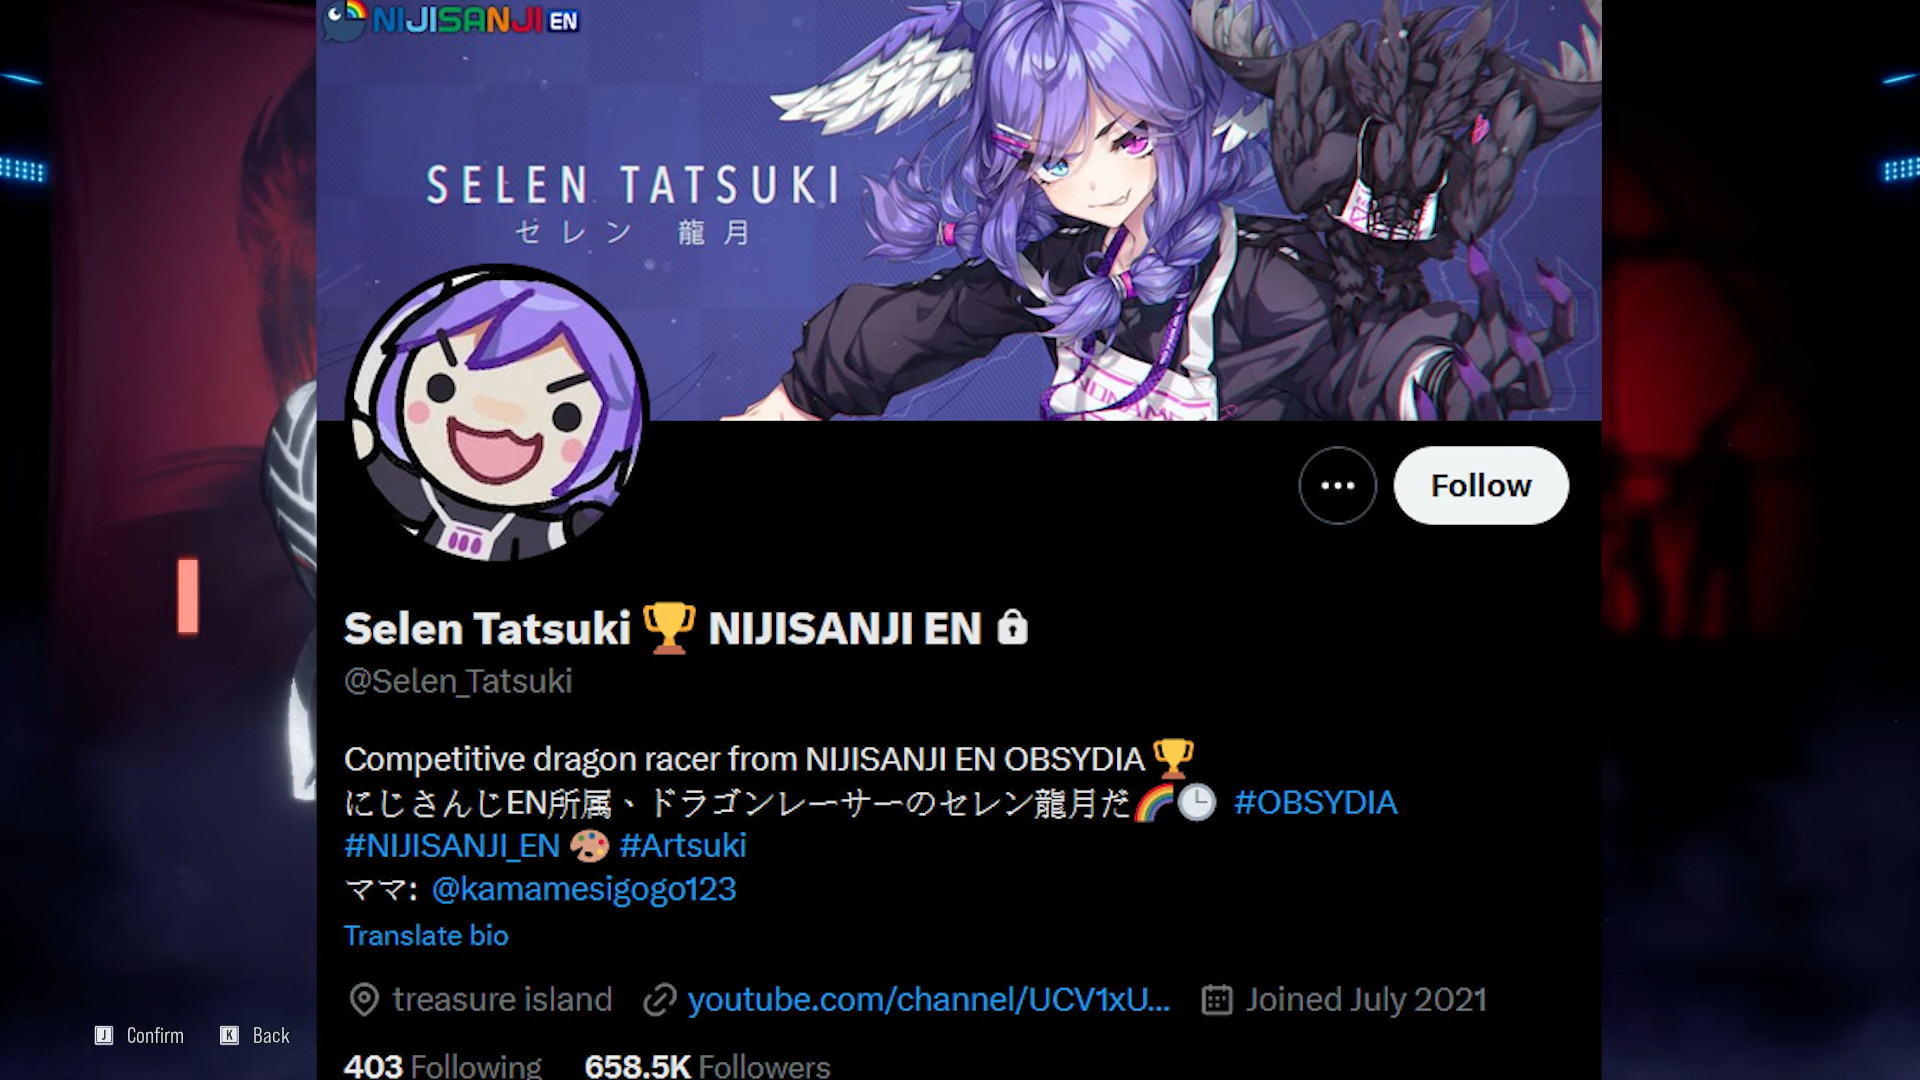 NIJISANJI EN
SELEN TATSUKI
セレン 龍月
Follow
Selen Tatsuki 🏆 NIJISANJI EN
@Selen_Tatsuki
Competitive dragon racer from NIJISANJI EN OBSYDIA 🏆
にじさんじEN所属、ドラゴンレーサーのセレン龍月だ🌈🕒 #OBSYDIA
#NIJISANJI_EN 🎨 #Artsuki
ママ: @kamamesigogo123
Translate bio
treasure island youtube.com/channel/UCV1xU... Joined July 2021
403 Following 658.5K Followers
J Confirm K Back